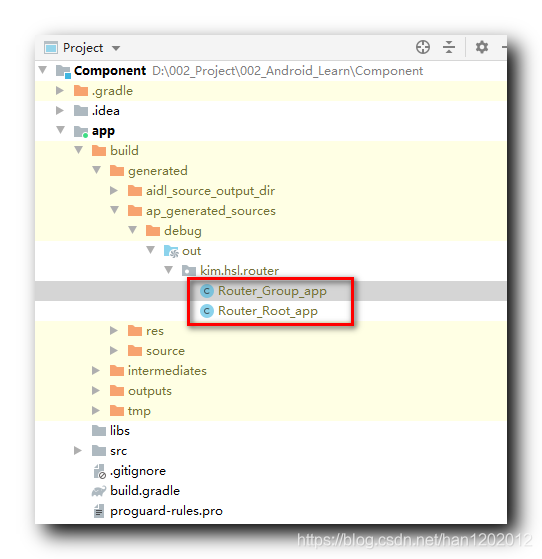 Project
Component D:\002_Project\002_Android_Learn\Component
.gradle
.idea
app
build
generated
aidl_source_output_dir
ap_generated_sources
debug
out
kim.hsl.router
Router_Group_app
Router_Root_app
res
source
intermediates
outputs
tmp
libs
src
.gitignore
build.gradle
proguard-rules.pro
https://blog.csdn.net/han1202012